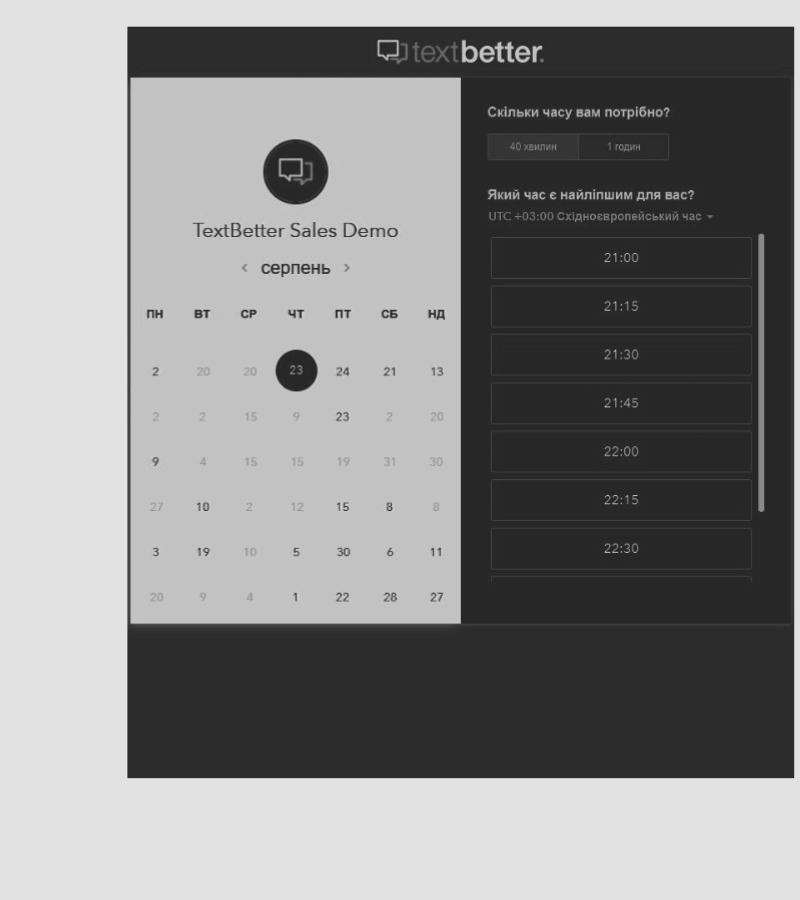 textbetter.
TextBetter Sales Demo
‹ серпень ›
ПН ВТ СР ЧТ ПТ СБ НД
2 20 20 23 24 21 13
2 2 15 9 23 2 20
9 4 15 15 19 31 30
27 10 2 12 15 8 8
3 19 10 5 30 6 11
20 9 4 1 22 28 27
Скільки часу вам потрібно?
40 хвилин 1 годин
Який час є найліпшим для вас?
UTC +03:00 Східноєвропейський час
21:00
21:15
21:30
21:45
22:00
22:15
22:30